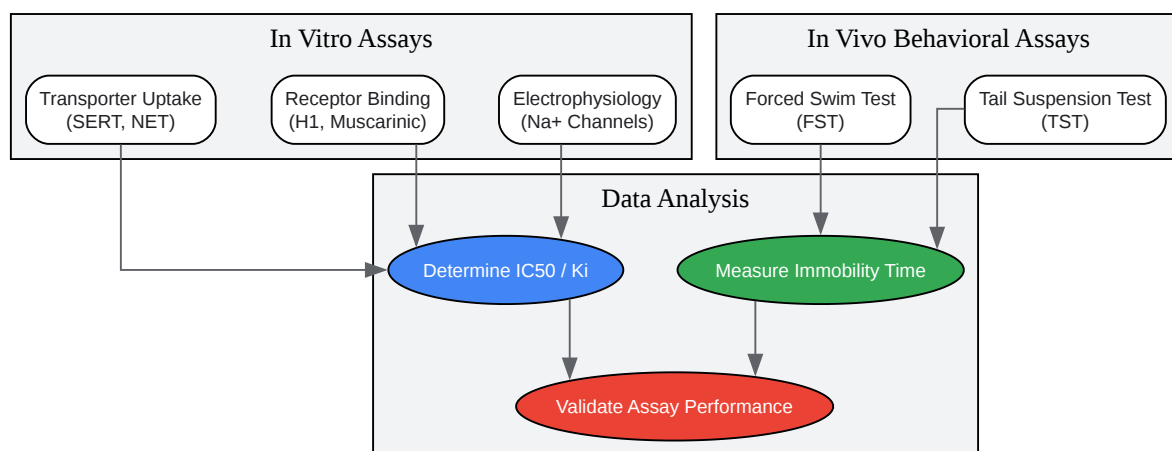 In Vitro Assays
Transporter Uptake
(SERT, NET)
Receptor Binding
(H1, Muscarinic)
Electrophysiology
(Na+ Channels)
In Vivo Behavioral Assays
Forced Swim Test
(FST)
Tail Suspension Test
(TST)
Data Analysis
Determine IC50 / Ki
Measure Immobility Time
Validate Assay Performance